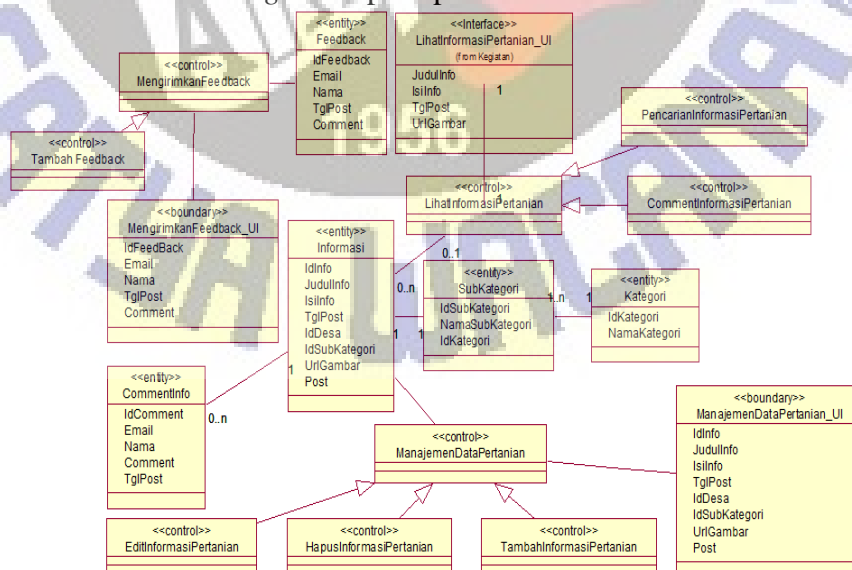 <<control>>
MengirimkanFeedback
<<entity>>
Feedback
IdFeedback
Email
Nama
TglPost
Comment
<<Interface>>
LihatInformasiPertanian_UI
(from Kegiatan)
JudulInfo
IsiInfo
TglPost
UrlGambar
1
<<control>>
PencarianInformasiPertanian
<<control>>
Tambah Feedback
<<control>>
LihatInformasiPertanian
1
<<control>>
CommentInformasiPertanian
<<boundary>>
MengirimkanFeedback_UI
IdFeedBack
Email
Nama
TglPost
Comment
<<entity>>
Informasi
IdInfo
JudulInfo
IsiInfo
TglPost
IdDesa
IdSubKategori
UrlGambar
Post
0..1
0..n
1
1
<<entity>>
SubKategori
IdSubKategori
NamaSubKategori
IdKategori
1..n
1
<<entity>>
Kategori
IdKategori
NamaKategori
1
0..n
<<entity>>
CommentInfo
IdComment
Email
Nama
Comment
TglPost
<<control>>
ManajemenDataPertanian
<<boundary>>
ManajemenDataPertanian_UI
IdInfo
JudulInfo
IsiInfo
TglPost
IdDesa
IdSubKategori
UrlGambar
Post
<<control>>
EditInformasiPertanian
<<control>>
HapusInformasiPertanian
<<control>>
TambahInformasiPertanian
1956
WACANA